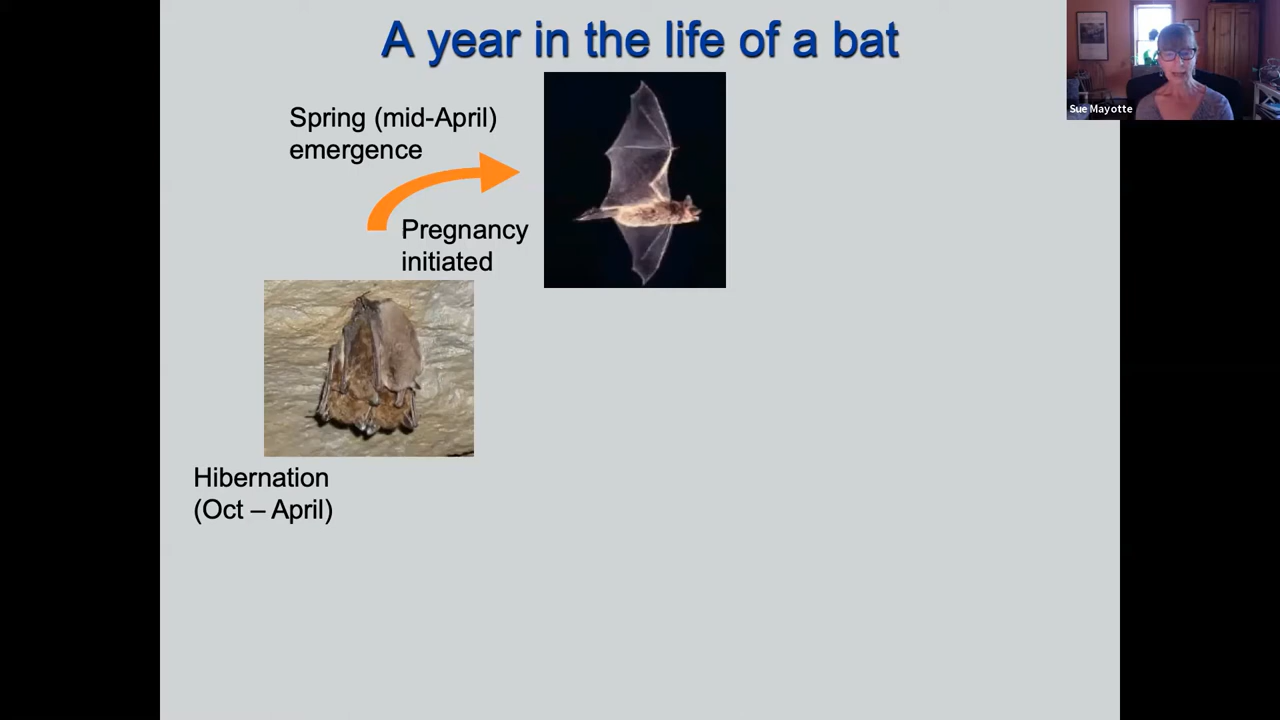 A year in the life of a bat
Sue Mayotte
Spring (mid-April)
emergence
Pregnancy
initiated
Hibernation
(Oct – April)